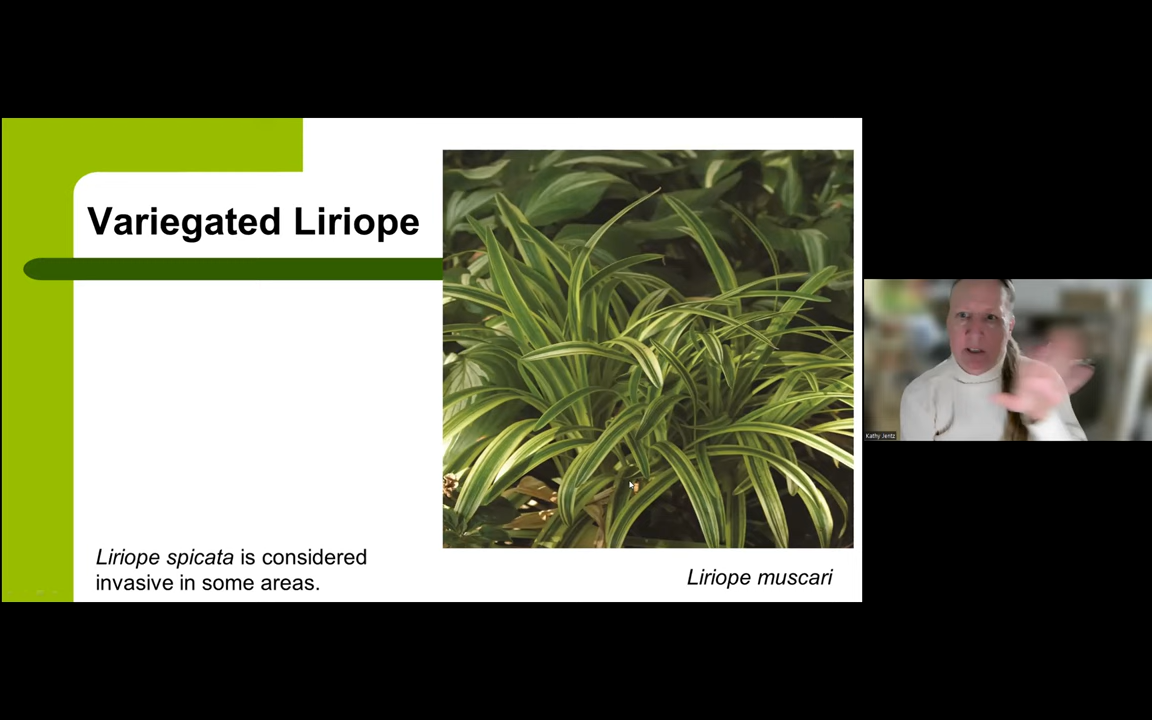 Variegated Liriope
Liriope spicata is considered
invasive in some areas.
Liriope muscari
Kathy Jentz